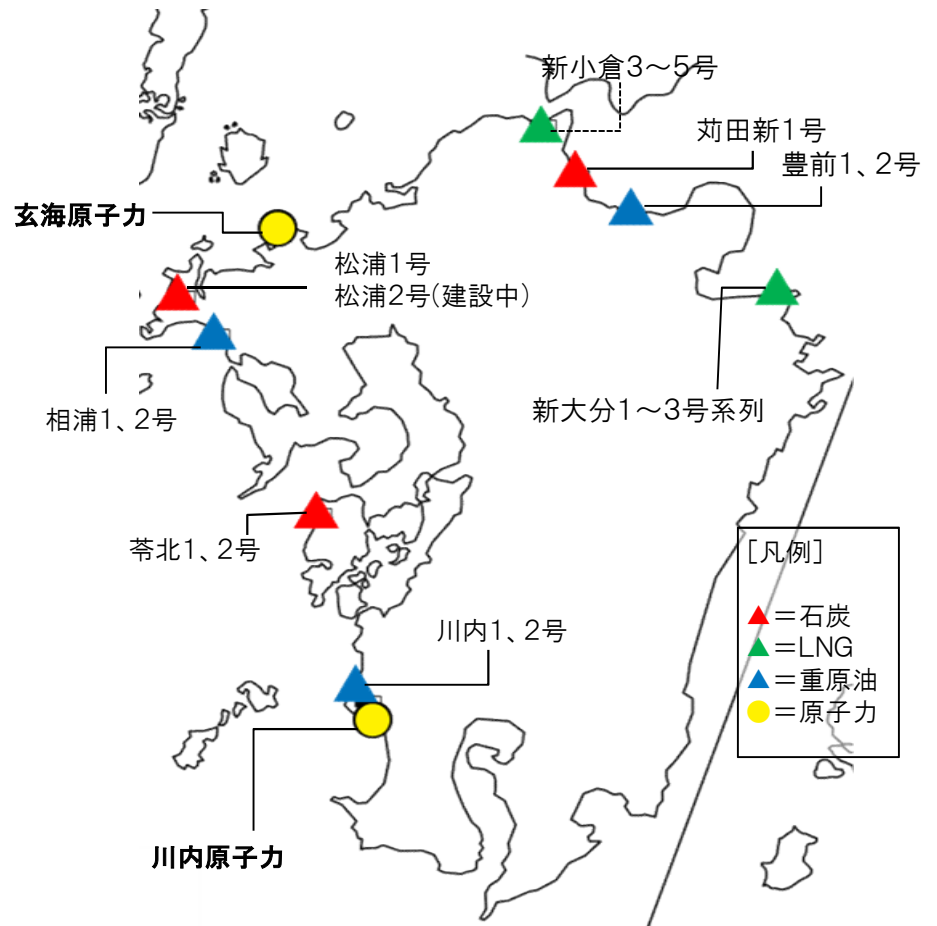 新小倉3～5号
苅田新1号
豊前1、2号
玄海原子力
松浦1号
松浦2号(建設中)
相浦1、2号
新大分1～3号系列
苓北1、2号
川内1、2号
川内原子力
[凡例]
＝石炭
＝LNG
＝重原油
＝原子力